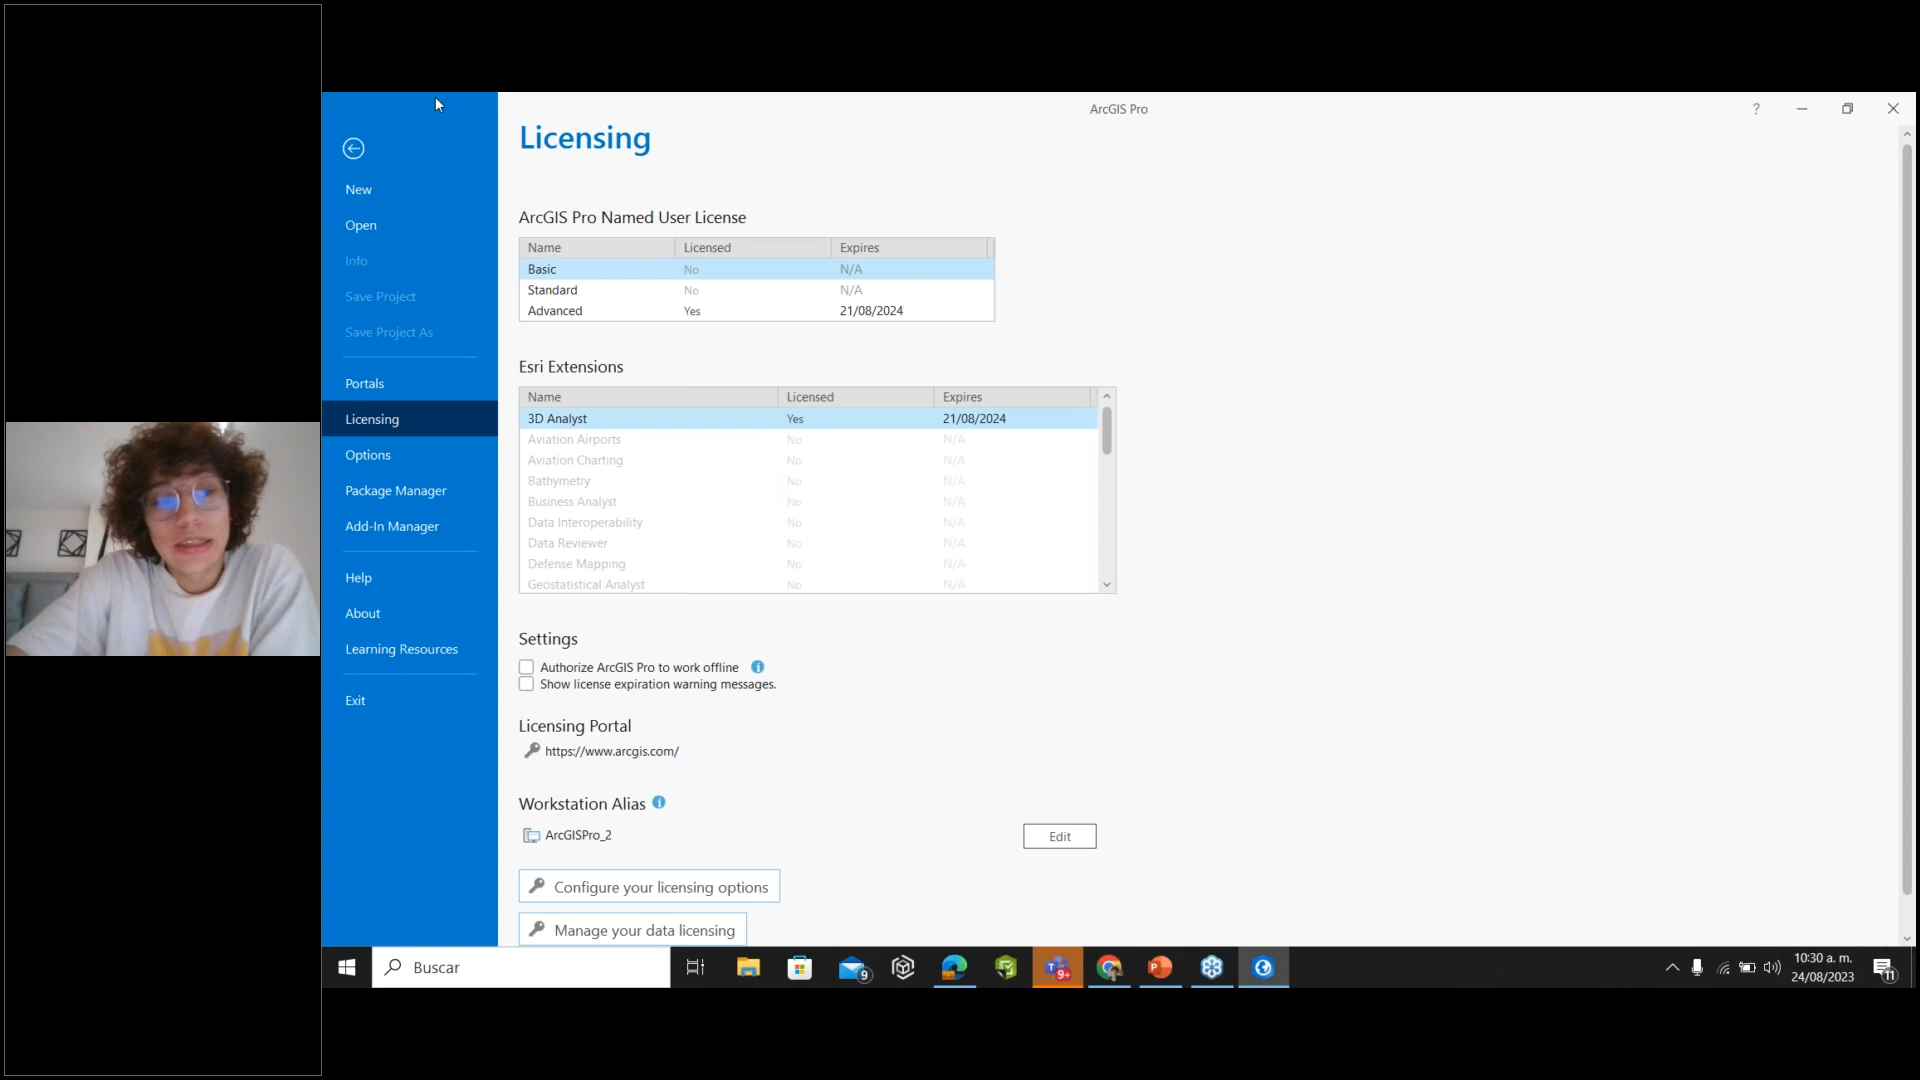 ArcGIS Pro
?
Licensing
New
Open
Info
Save Project
Save Project As
Portals
Licensing
Options
Package Manager
Add-In Manager
Help
About
Learning Resources
Exit
ArcGIS Pro Named User License
Name Licensed Expires
Basic No N/A
Standard No N/A
Advanced Yes 21/08/2024
Esri Extensions
Name Licensed Expires
3D Analyst Yes 21/08/2024
Aviation Airports No N/A
Aviation Charting No N/A
Bathymetry No N/A
Business Analyst No N/A
Data Interoperability No N/A
Data Reviewer No N/A
Defense Mapping No N/A
Geostatistical Analyst No N/A
Settings
Authorize ArcGIS Pro to work offline
Show license expiration warning messages.
Licensing Portal
https://www.arcgis.com/
Workstation Alias
ArcGISPro_2
Edit
Configure your licensing options
Manage your data licensing
Buscar
9
9+
10:30 a. m.
24/08/2023
11